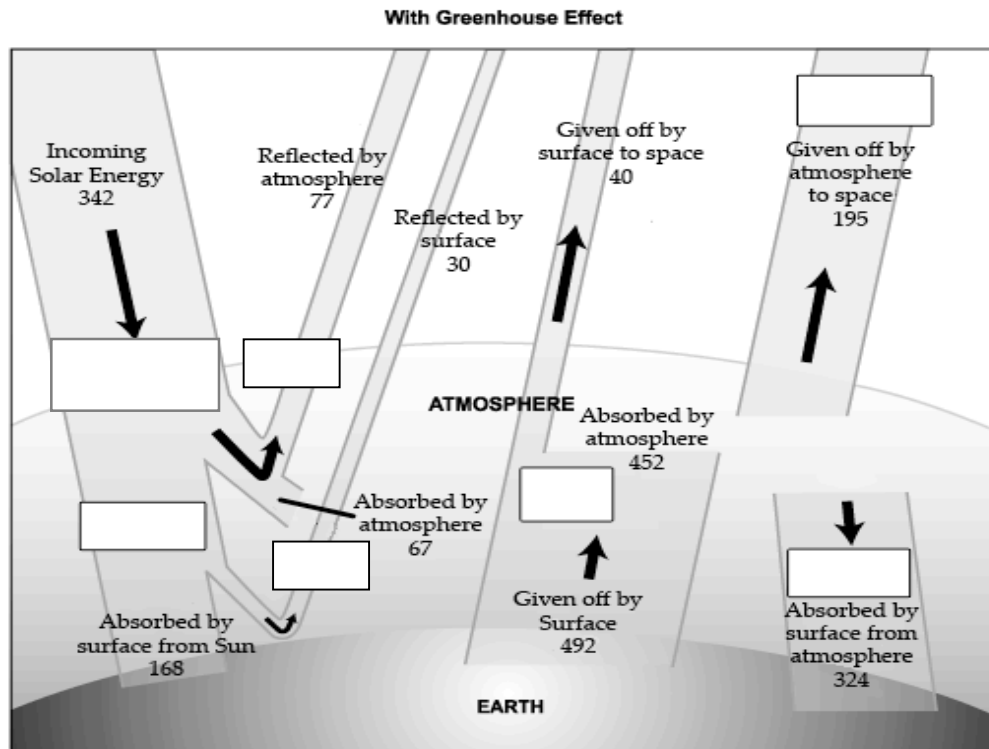 With Greenhouse Effect
Incoming
Solar Energy
342
Reflected by
atmosphere
77
Reflected by
surface
30
Given off by
surface to space
40
Given off by
atmosphere
to space
195
ATMOSPHERE
Absorbed by
atmosphere
452
Absorbed by
atmosphere
67
Absorbed by
surface from Sun
168
Given off by
Surface
492
Absorbed by
surface from
atmosphere
324
EARTH